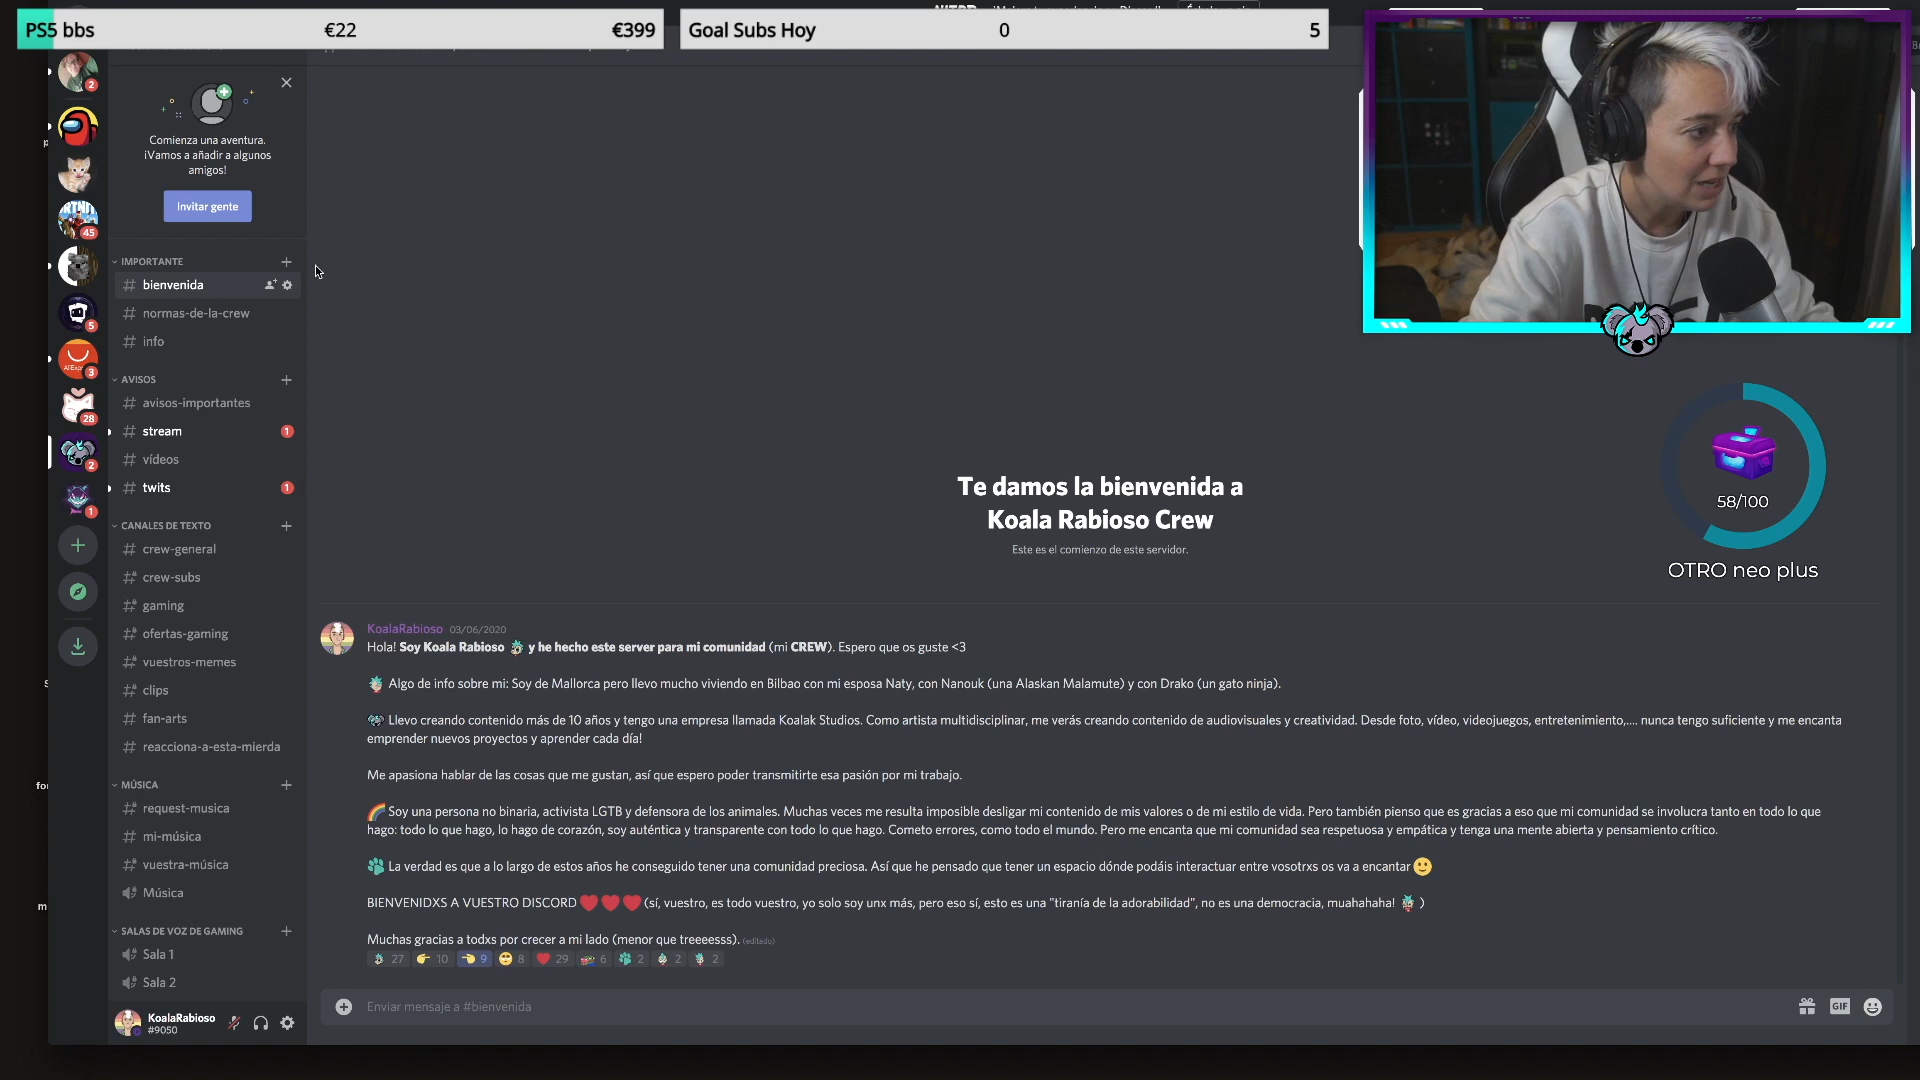 PS5 bbs €22 €399
Goal Subs Hoy 0 5
2
45
5
3
28
2
1
Comienza una aventura.
¡Vamos a añadir a algunos
amigos!
Invitar gente
IMPORTANTE
bienvenida
normas-de-la-crew
info
AVISOS
avisos-importantes
stream 1
vídeos
twits 1
CANALES DE TEXTO
crew-general
crew-subs
gaming
ofertas-gaming
vuestros-memes
clips
fan-arts
reacciona-a-esta-mierda
MÚSICA
request-musica
mi-música
vuestra-música
Música
SALAS DE VOZ DE GAMING
Sala 1
Sala 2
KoalaRabioso
#9050
Te damos la bienvenida a
Koala Rabioso Crew
Este es el comienzo de este servidor.
58/100
OTRO neo plus
KoalaRabioso 03/06/2020
Hola! Soy Koala Rabioso y he hecho este server para mi comunidad (mi CREW). Espero que os guste <3
Algo de info sobre mi: Soy de Mallorca pero llevo mucho viviendo en Bilbao con mi esposa Naty, con Nanouk (una Alaskan Malamute) y con Drako (un gato ninja).
Llevo creando contenido más de 10 años y tengo una empresa llamada Koalak Studios. Como artista multidisciplinar, me verás creando contenido de audiovisuales y creatividad. Desde foto, vídeo, videojuegos, entretenimiento,.... nunca tengo suficiente y me encanta
emprender nuevos proyectos y aprender cada día!
Me apasiona hablar de las cosas que me gustan, así que espero poder transmitirte esa pasión por mi trabajo.
Soy una persona no binaria, activista LGTB y defensora de los animales. Muchas veces me resulta imposible desligar mi contenido de mis valores o de mi estilo de vida. Pero también pienso que es gracias a eso que mi comunidad se involucra tanto en todo lo que
hago: todo lo que hago, lo hago de corazón, soy auténtica y transparente con todo lo que hago. Cometo errores, como todo el mundo. Pero me encanta que mi comunidad sea respetuosa y empática y tenga una mente abierta y pensamiento crítico.
La verdad es que a lo largo de estos años he conseguido tener una comunidad preciosa. Así que he pensado que tener un espacio dónde podáis interactuar entre vosotrxs os va a encantar
BIENVENIDXS A VUESTRO DISCORD (sí, vuestro, es todo vuestro, yo solo soy unx más, pero eso sí, esto es una "tiranía de la adorabilidad", no es una democracia, muahahaha! )
Muchas gracias a todxs por crecer a mi lado (menor que treeeesss). (editado)
27 10 9 8 29 6 2 2 2
Enviar mensaje a #bienvenida
GIF